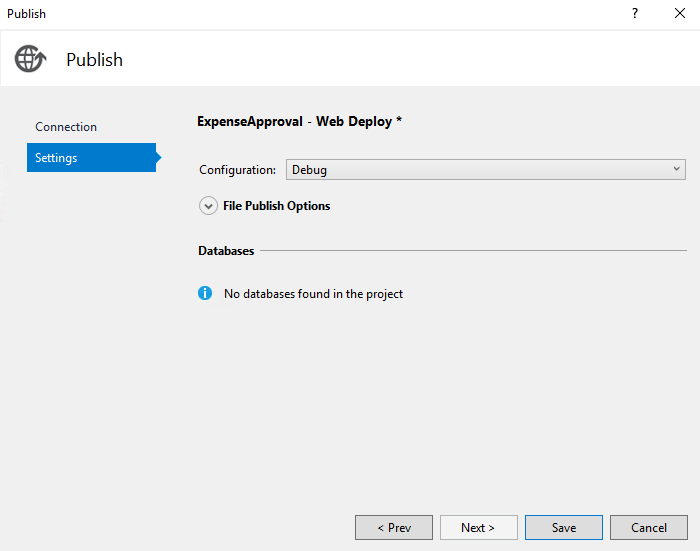 Publish
?
Publish
Connection
Settings
ExpenseApproval - Web Deploy *
Configuration: Debug
File Publish Options
Databases
No databases found in the project
< Prev Next > Save Cancel